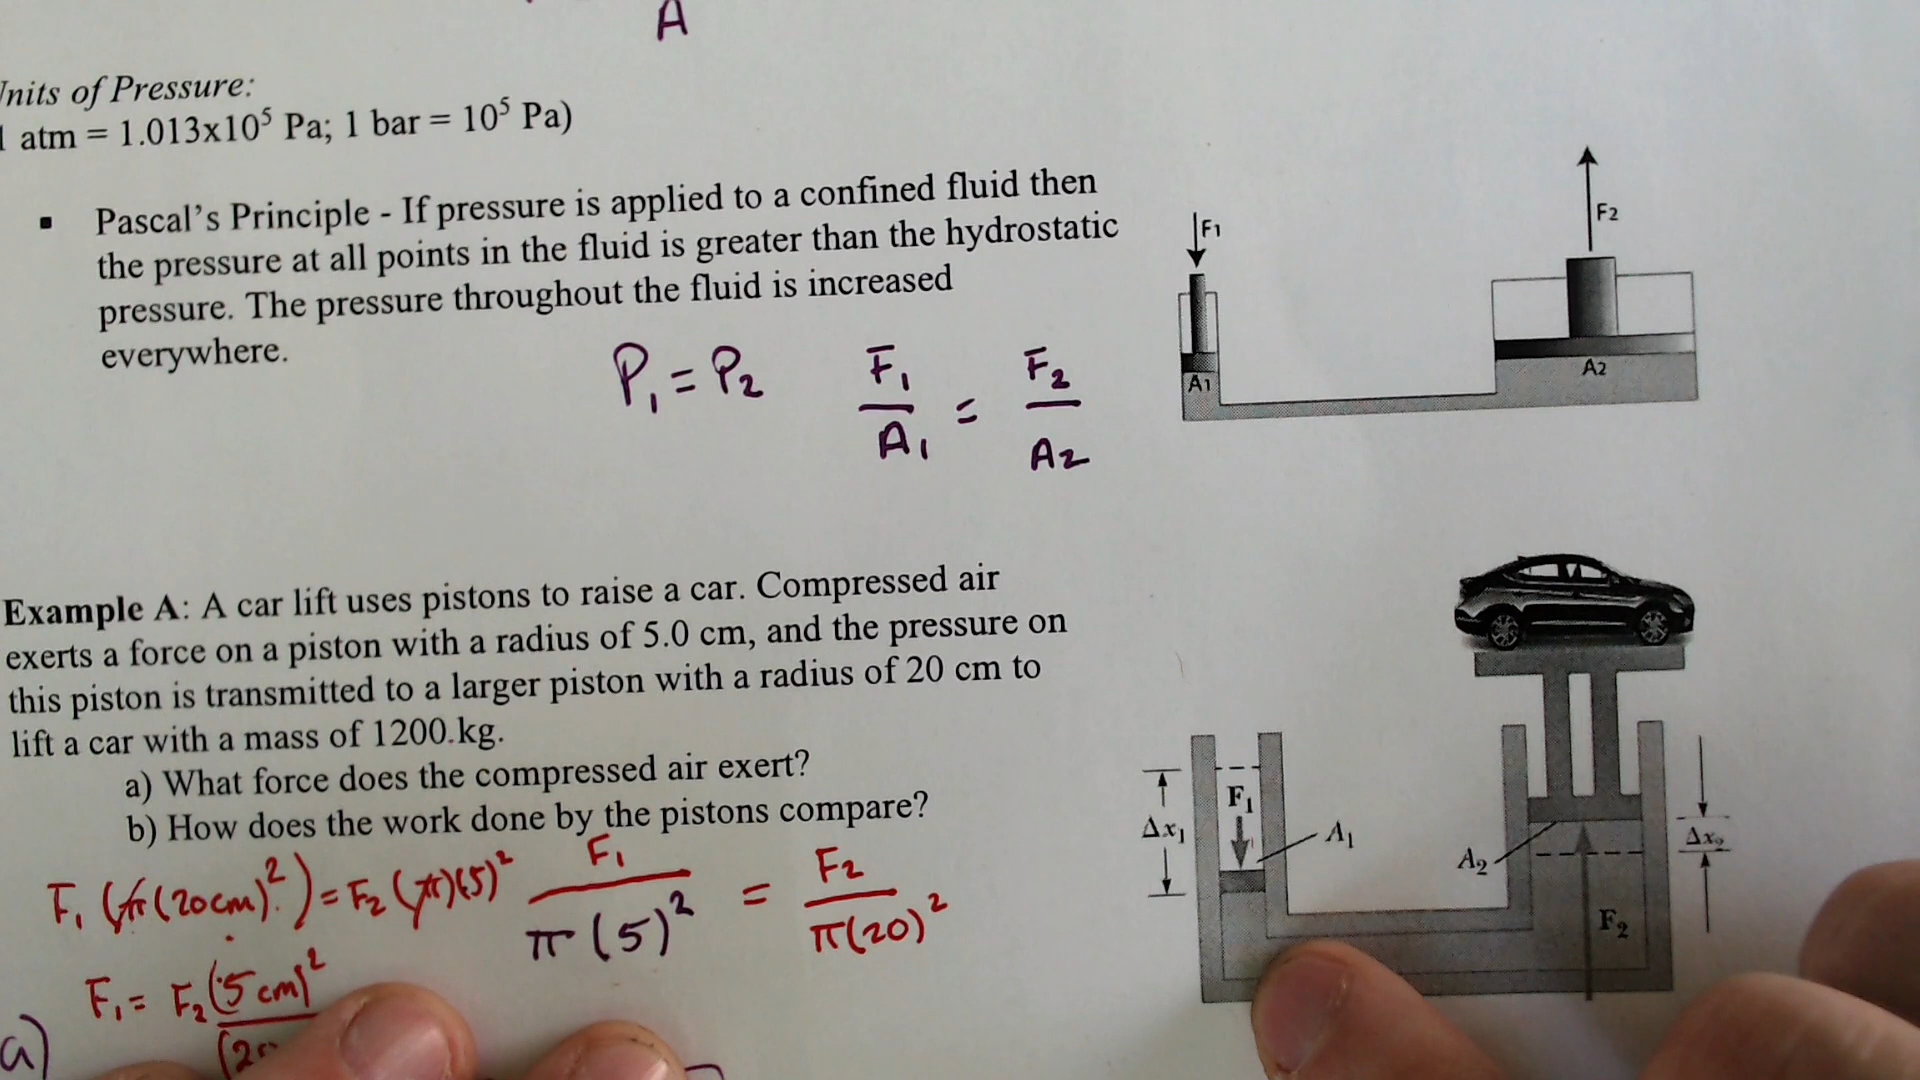 A
Units of Pressure:
1 atm = 1.013x10⁵ Pa; 1 bar = 10⁵ Pa)
▪ Pascal's Principle - If pressure is applied to a confined fluid then
the pressure at all points in the fluid is greater than the hydrostatic
pressure. The pressure throughout the fluid is increased
everywhere.
P₁ = P₂
F₁/A₁ = F₂/A₂
F1
F2
A1
A2
Example A: A car lift uses pistons to raise a car. Compressed air
exerts a force on a piston with a radius of 5.0 cm, and the pressure on
this piston is transmitted to a larger piston with a radius of 20 cm to
lift a car with a mass of 1200.kg.
a) What force does the compressed air exert?
b) How does the work done by the pistons compare?
F₁ (π(20cm)²) = F₂ (π)(5)²
F₁/π(5)² = F₂/π(20)²
F₁ = F₂(5cm)²
a)
Δx₁
F₁
A₁
A₂
Δx₂
F₂